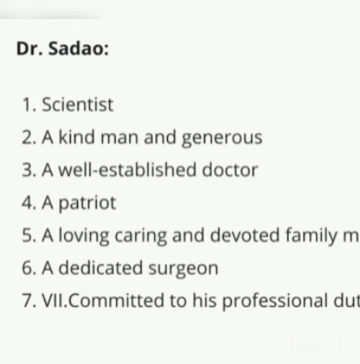 Dr. Sadao:
1. Scientist
2. A kind man and generous
3. A well-established doctor
4. A patriot
5. A loving caring and devoted family m
6. A dedicated surgeon
7. VII.Committed to his professional dut